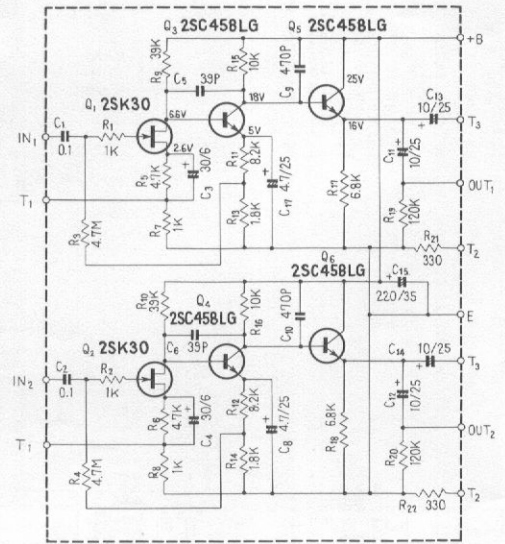 Q3 2SC458LG
Q5 2SC458LG
+B
R9 39K
R15 10K
C5 39P
470P
C9
25V
18V
Q1 2SK30
6.6V
16V
C13
10/25
T3
IN1
C1
0.1
R1
1K
2.6V
5V
R5 4.7K
30/6
C3
R11 8.2K
4.7/25
C17
C11 10/25
T1
OUT1
R3 4.7M
R7 1K
R13 1.8K
R17 6.8K
R19 120K
R21
330
T2
Q6
2SC458LG
C15
220/35
E
R10 39K
Q4
2SC458LG
10K
R16
470P
C10
Q2 2SK30
C6 39P
C14
10/25
T3
IN2
C2
0.1
R2
1K
R6 4.7K
30/6
C4
R12 8.2K
4.7/25
C8
C12 10/25
6.8K
R18
T1
OUT2
R4 4.7M
R8 1K
R14 1.8K
R20 120K
R22
330
T2